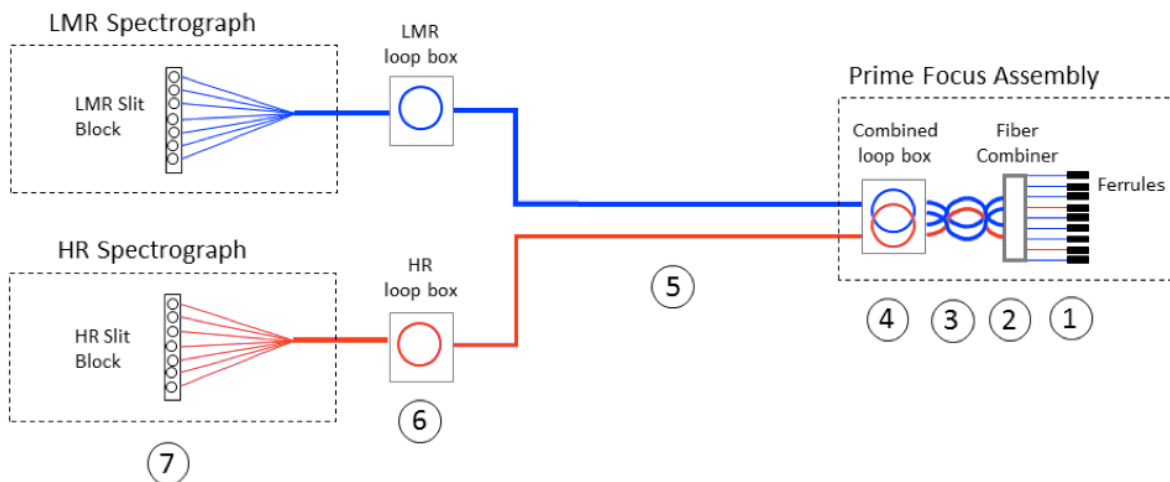 LMR Spectrograph
LMR
loop box
LMR Slit
Block
Prime Focus Assembly
Combined
loop box
Fiber
Combiner
Ferrules
HR Spectrograph
HR
loop box
HR Slit
Block
5
4
3
2
1
6
7